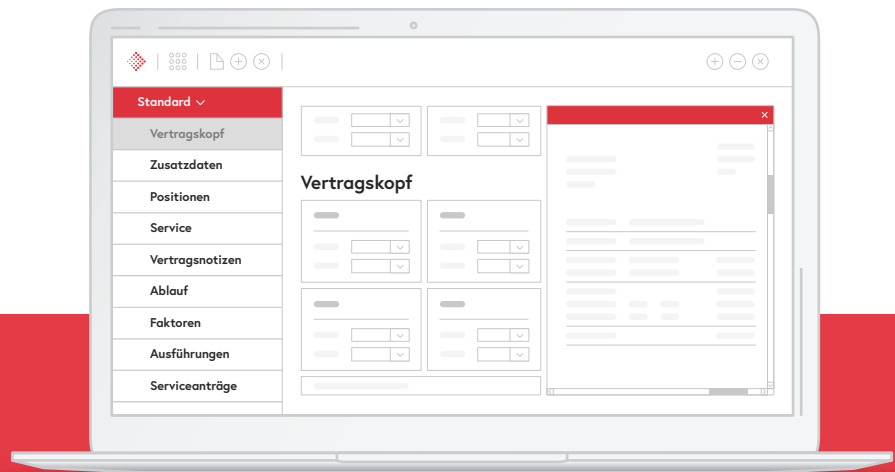 Standard
Vertragskopf
Zusatzdaten
Positionen
Service
Vertragsnotizen
Ablauf
Faktoren
Ausführungen
Serviceanträge
Vertragskopf